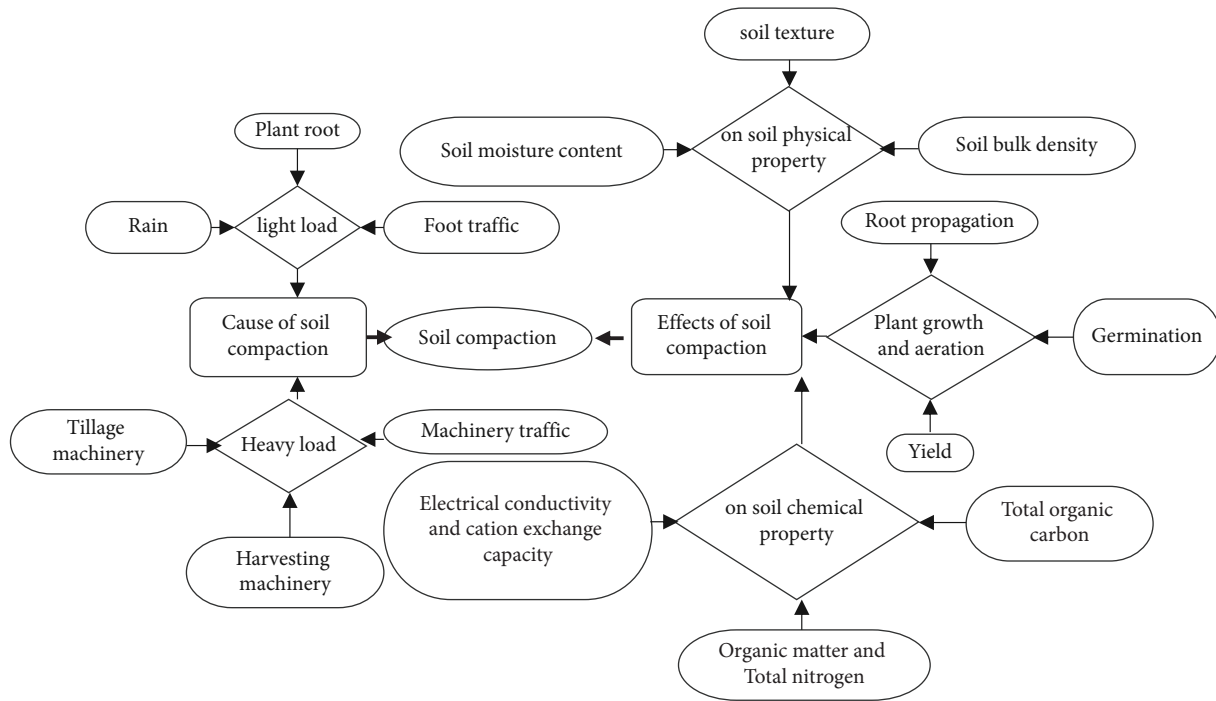 soil texture
Plant root
Soil moisture content
on soil physical
property
Soil bulk density
Rain
light load
Foot traffic
Root propagation
Cause of soil
compaction
Soil compaction
Effects of soil
compaction
Plant growth
and aeration
Germination
Tillage
machinery
Heavy load
Machinery traffic
Yield
Electrical conductivity
and cation exchange
capacity
on soil chemical
property
Total organic
carbon
Harvesting
machinery
Organic matter and
Total nitrogen